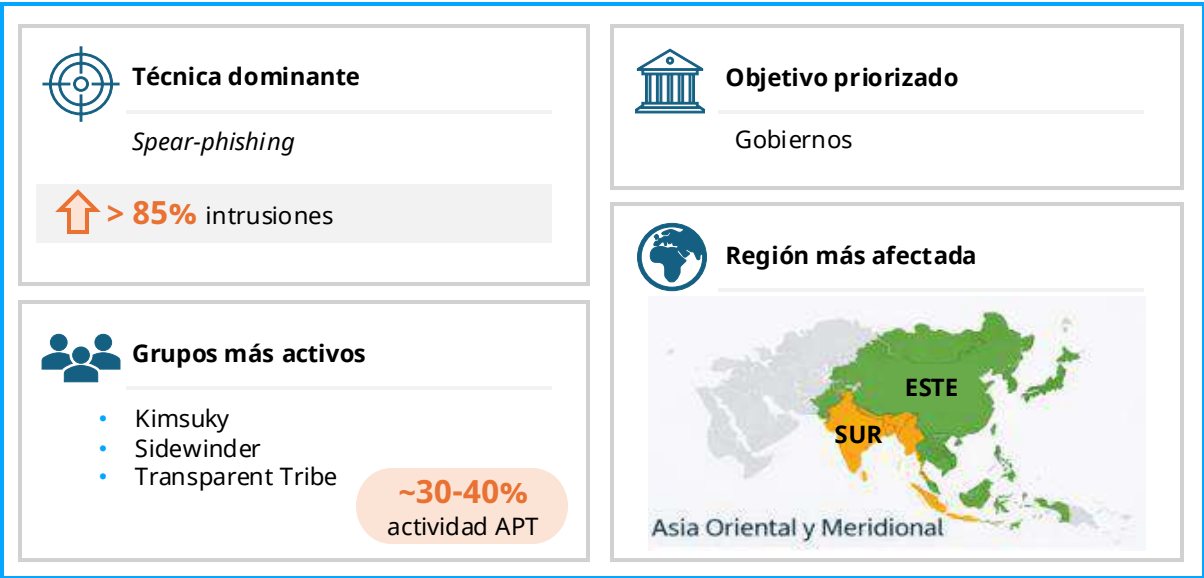 Técnica dominante
Spear-phishing
> 85% intrusiones
Grupos más activos
• Kimsuky
• Sidewinder
• Transparent Tribe
~30-40%
actividad APT
Objetivo priorizado
Gobiernos
Región más afectada
ESTE
SUR
Asia Oriental y Meridional